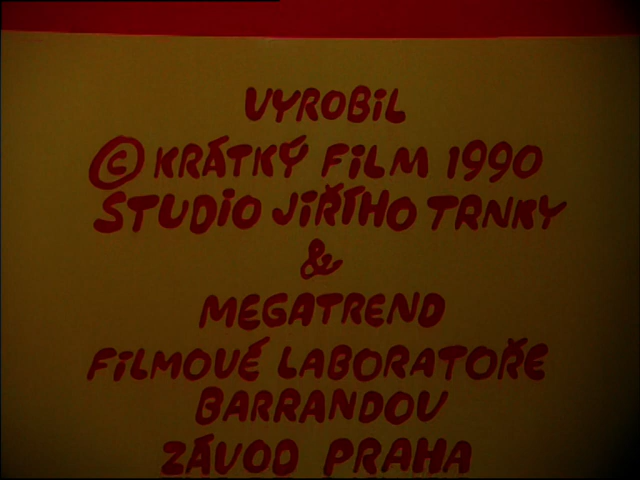 VYROBiL
© KRÁTKÝ FiLM 1990
STUDiO JiŘÍHO TRNKY
&
MEGATREND
FiLMOVÉ LABORATOŘE
BARRANDOV
ZÁVOD PRAHA